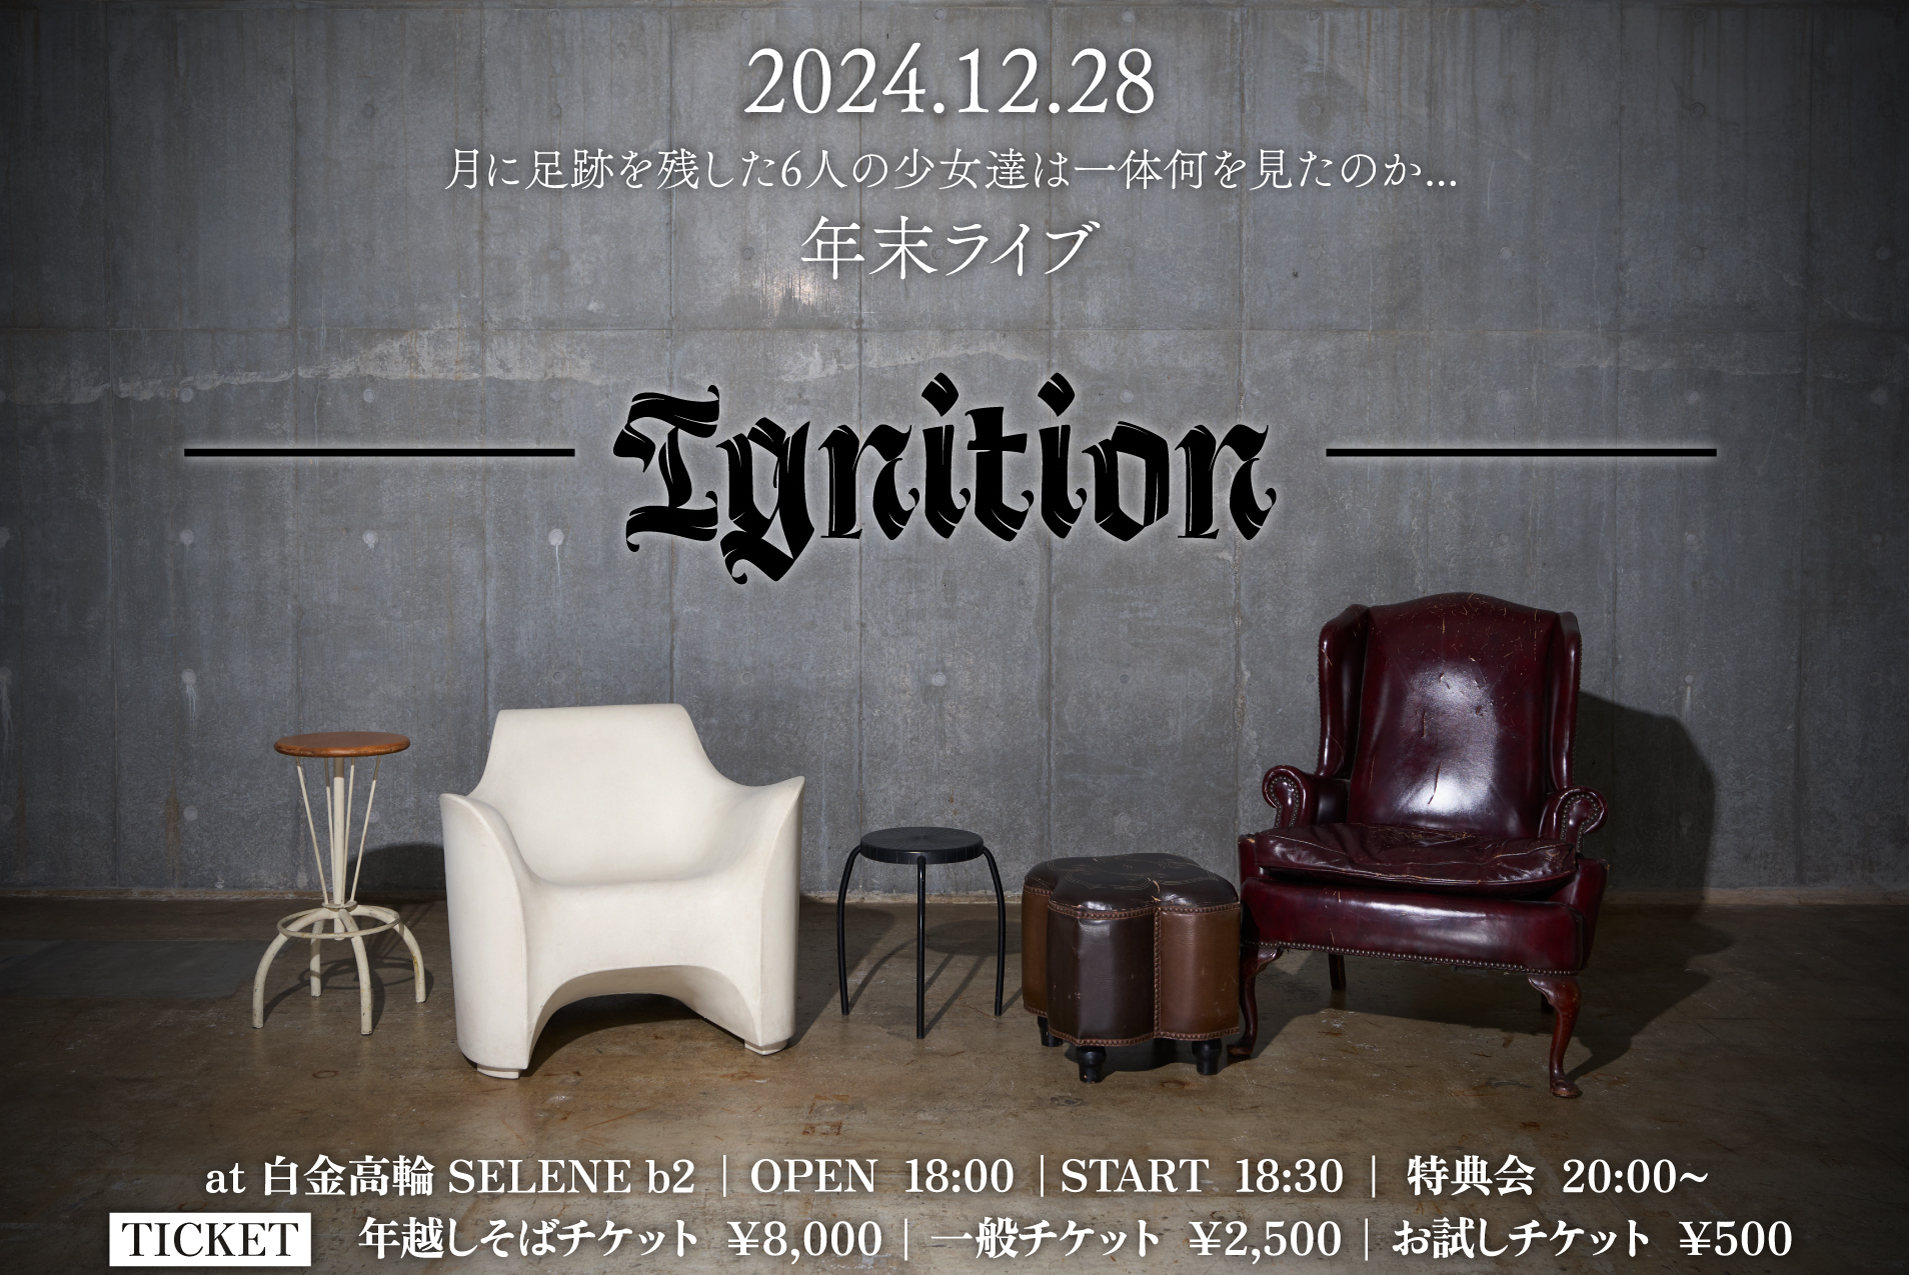 2024.12.28
月に足跡を残した6人の少女達は一体何を見たのか...
年末ライブ
Ignition
at 白金高輪 SELENE b2｜OPEN 18:00｜START 18:30｜特典会 20:00~
TICKET 年越しそばチケット ¥8,000｜一般チケット ¥2,500｜お試しチケット ¥500